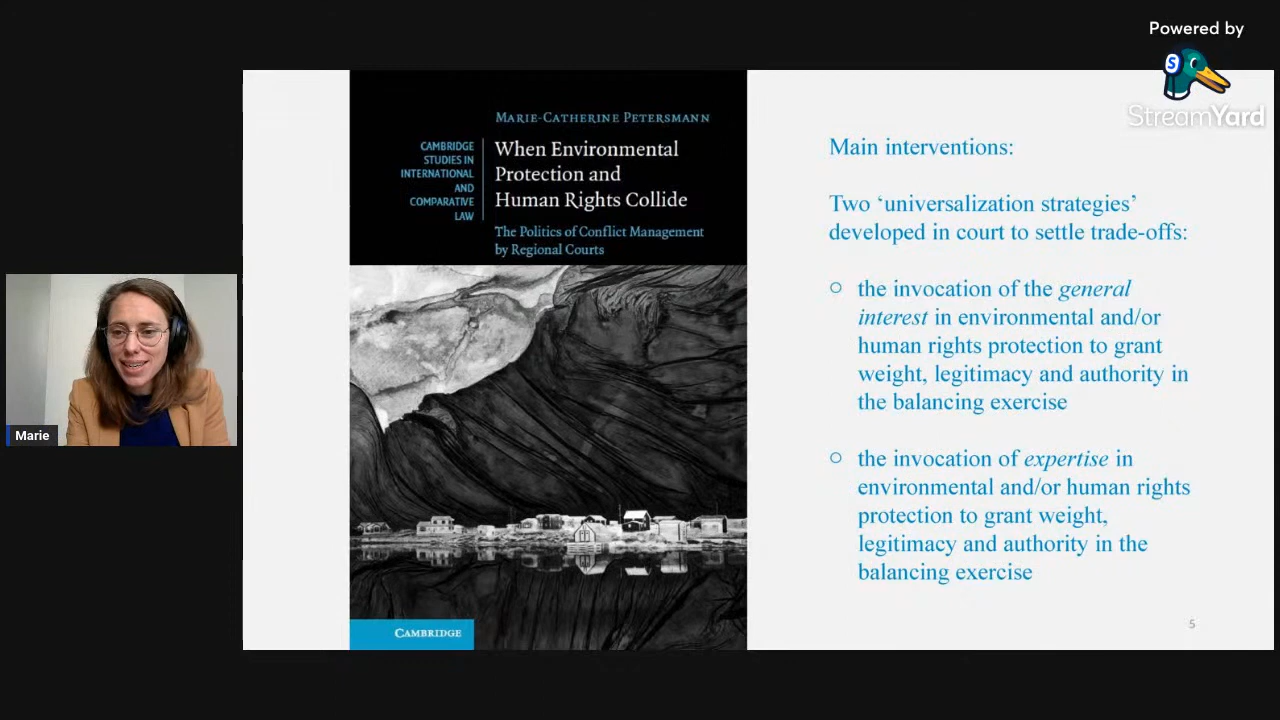 Powered by
S
StreamYard
MARIE-CATHERINE PETERSMANN
CAMBRIDGE
STUDIES IN
INTERNATIONAL
AND
COMPARATIVE
LAW
When Environmental
Protection and
Human Rights Collide
The Politics of Conflict Management
by Regional Courts
CAMBRIDGE
Main interventions:
Two ‘universalization strategies’
developed in court to settle trade-offs:
the invocation of the general
interest in environmental and/or
human rights protection to grant
weight, legitimacy and authority in
the balancing exercise
the invocation of expertise in
environmental and/or human rights
protection to grant weight,
legitimacy and authority in the
balancing exercise
5
Marie